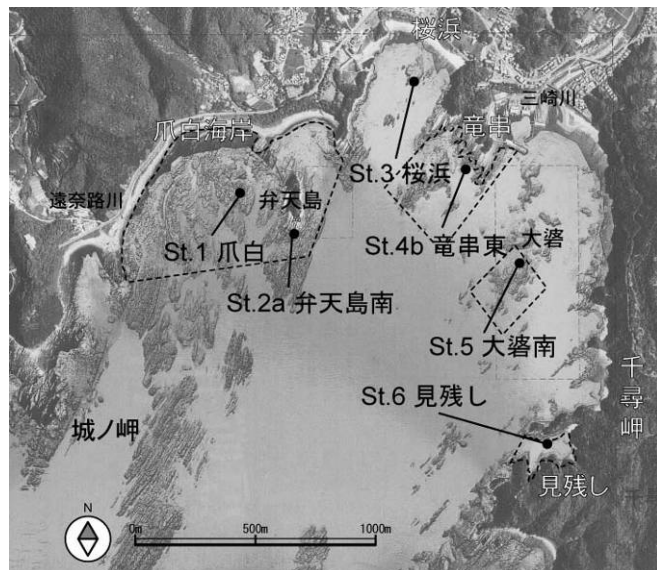 桜浜
三崎川
爪白海岸
竜串
St.3 桜浜
遠奈路川
弁天島
St.1 爪白
St.4b 竜串東
大碆
St.2a 弁天島南
St.5 大碆南
千尋岬
St.6 見残し
城ノ岬
見残し
N
0m 500m 1000m